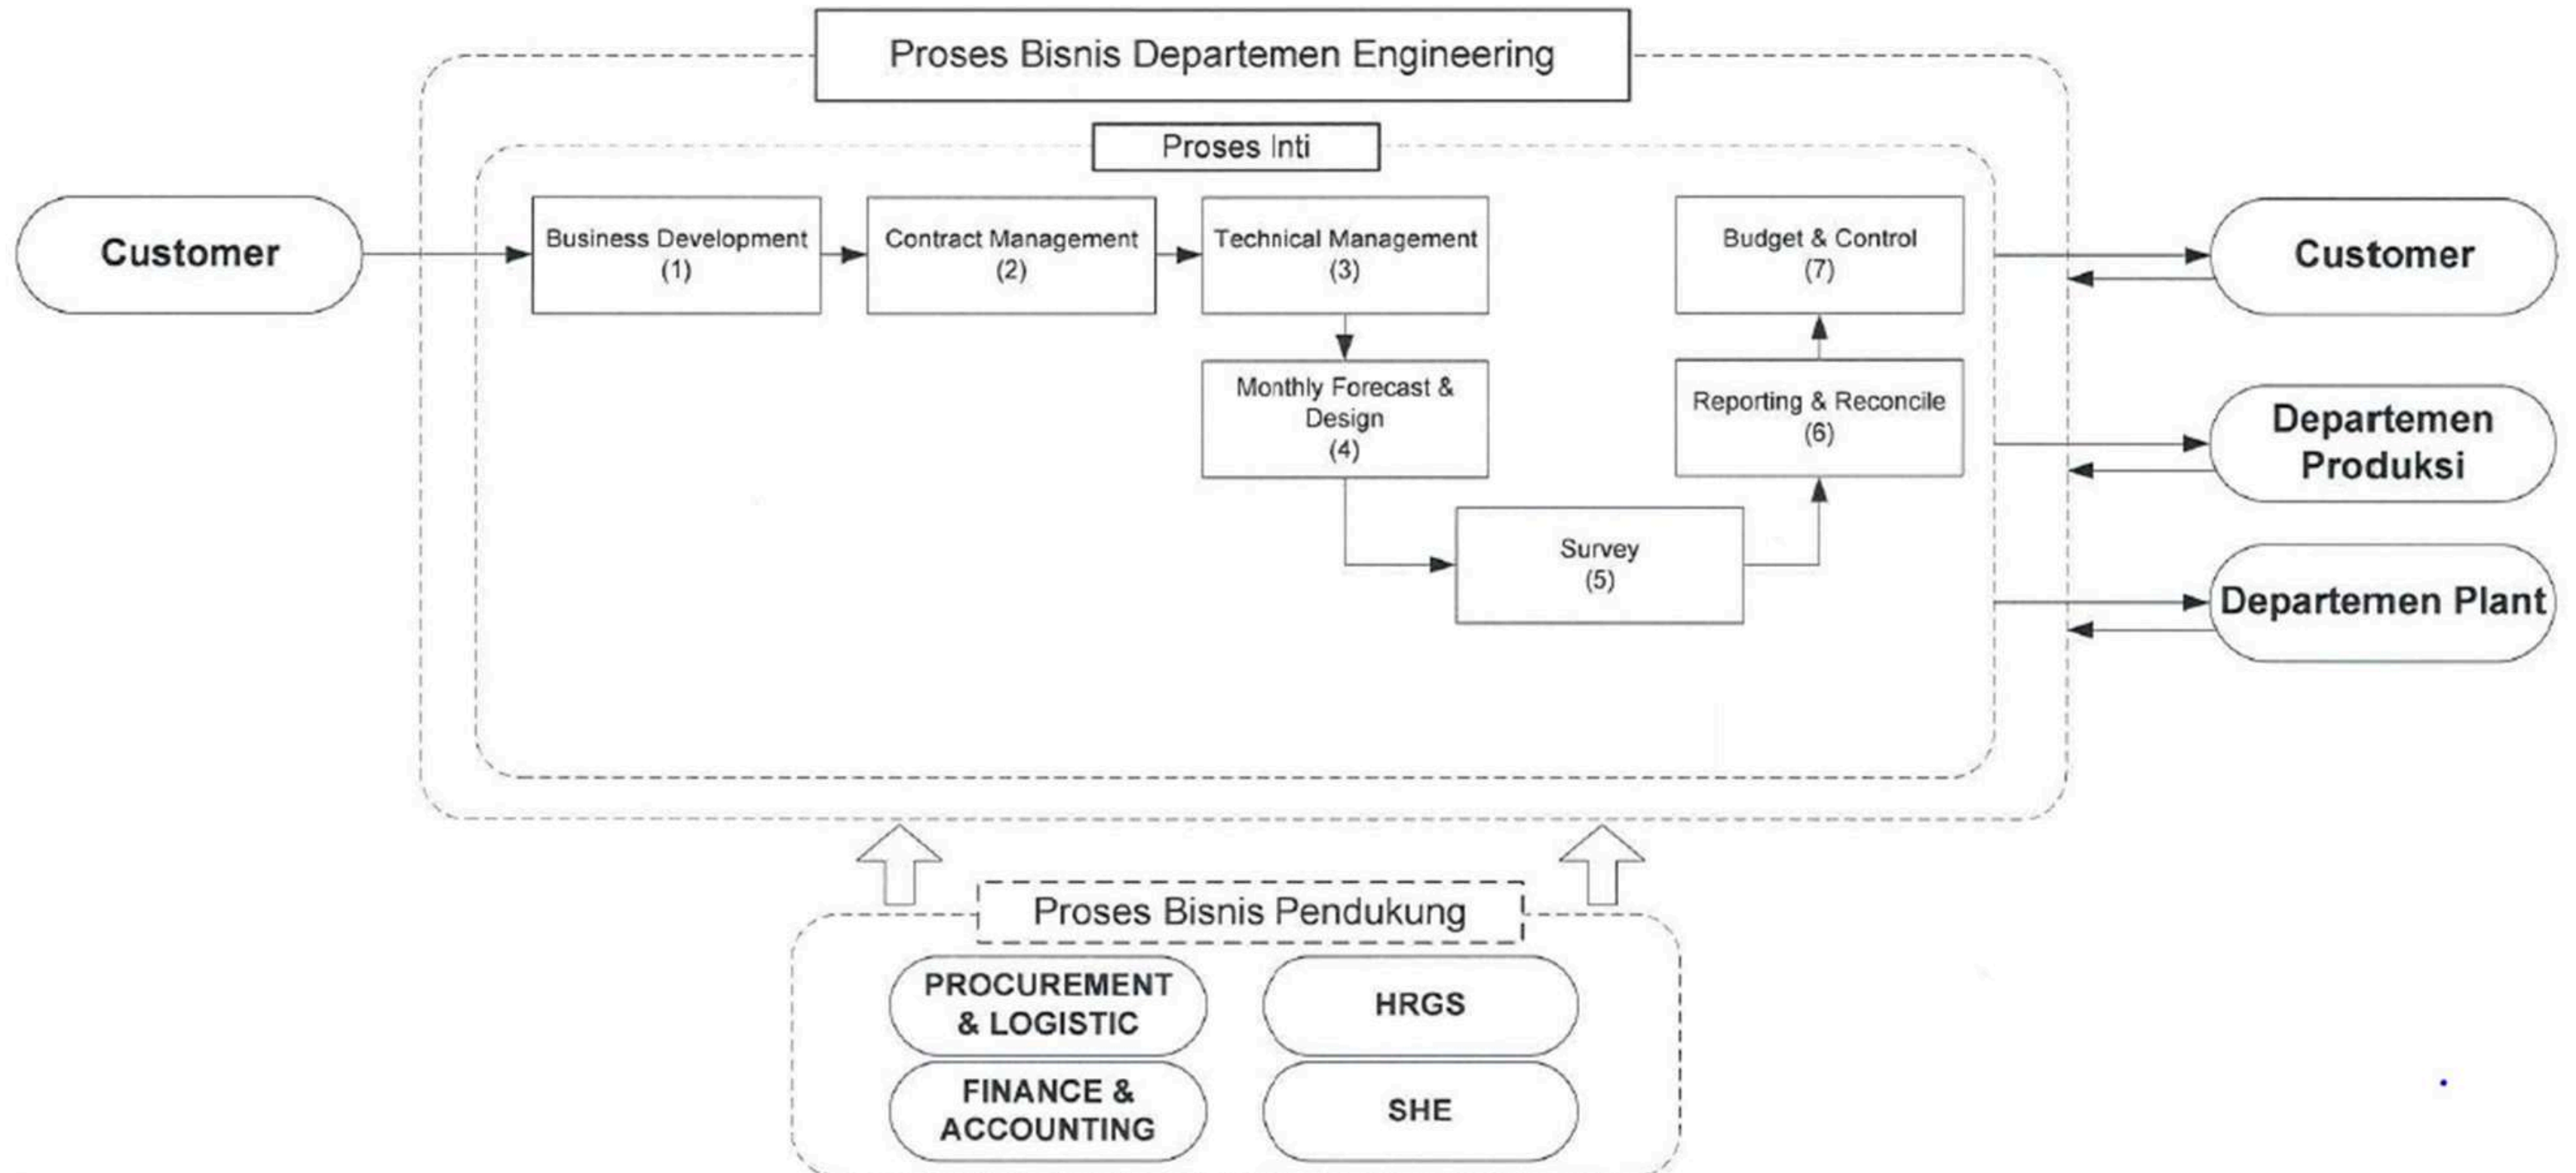 Proses Bisnis Departemen Engineering
Proses Inti
Customer
Business Development
(1)
Contract Management
(2)
Technical Management
(3)
Monthly Forecast &
Design
(4)
Survey
(5)
Reporting & Reconcile
(6)
Budget & Control
(7)
Customer
Departemen
Produksi
Departemen Plant
Proses Bisnis Pendukung
PROCUREMENT
& LOGISTIC
HRGS
FINANCE &
ACCOUNTING
SHE